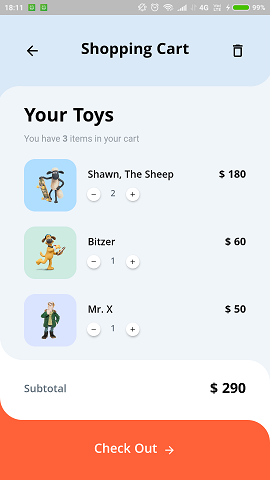 18:11 4G 99%
Shopping Cart
Your Toys
You have 3 items in your cart
Shawn, The Sheep $ 180
− 2 +
Bitzer $ 60
− 1 +
Mr. X $ 50
− 1 +
Subtotal $ 290
Check Out →